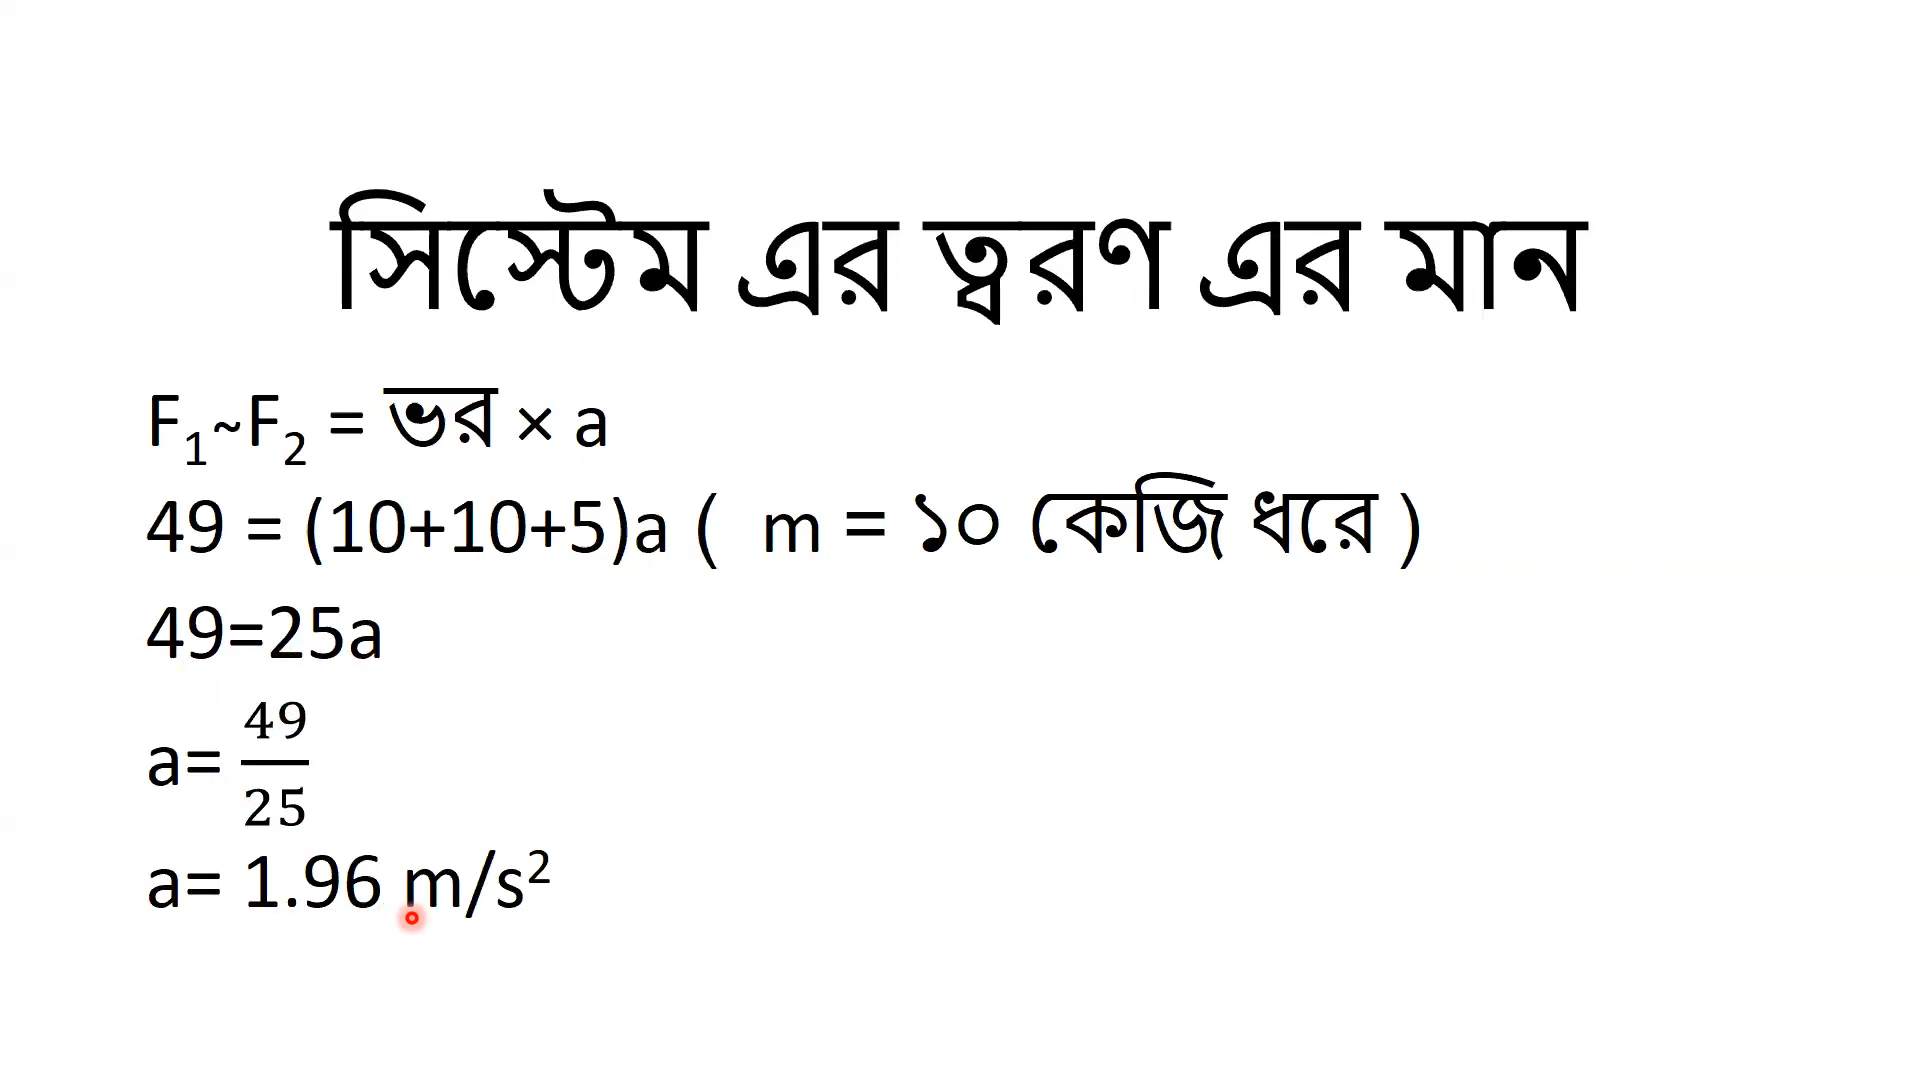 সিস্টেম এর ত্বরণ এর মান
F₁~F₂ = ভর × a
49 = (10+10+5)a ( m = ১০ কেজি ধরে )
49=25a
a= 49/25
a= 1.96 m/s²